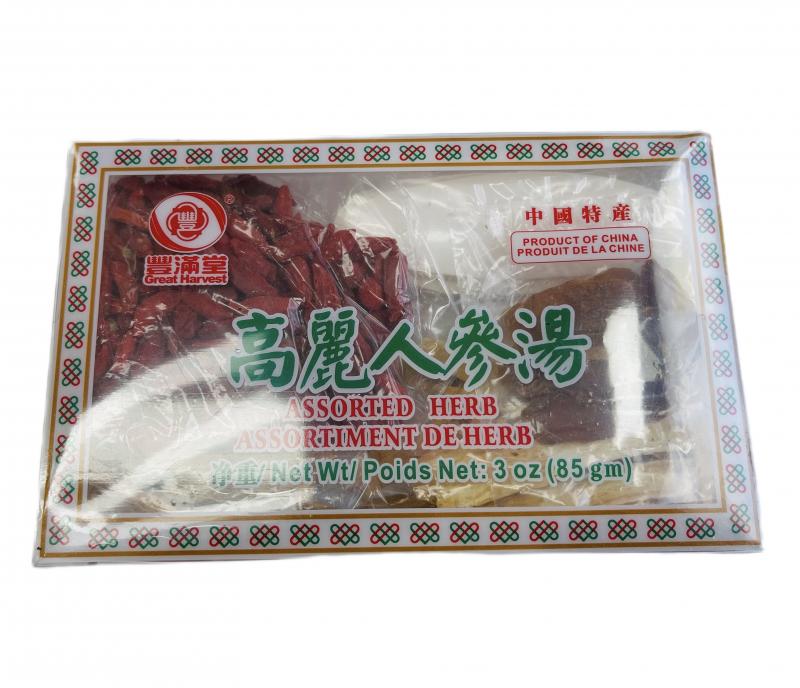 豐
®
豐滿堂
Great Harvest
中國特産
PRODUCT OF CHINA
PRODUIT DE LA CHINE
高麗人參湯
ASSORTED HERB
ASSORTIMENT DE HERB
净重/ Net Wt/ Poids Net: 3 oz (85 gm)